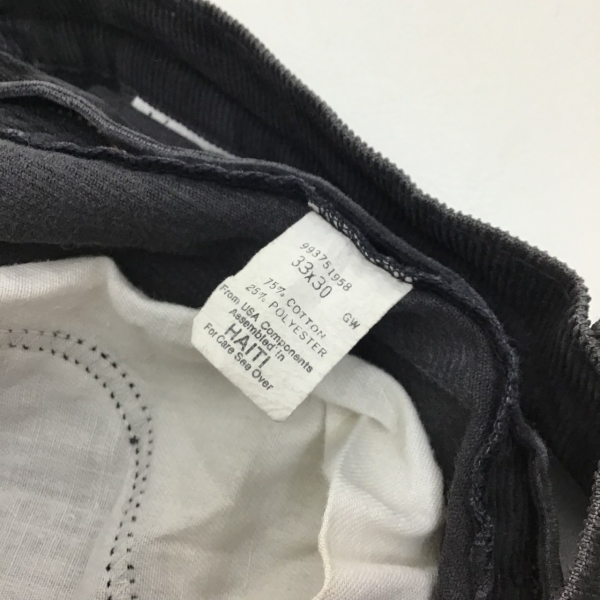 993751958
33x30
75% COTTON
25% POLYESTER GW
From USA Components
Assembled In
HAITI
For Care See Over